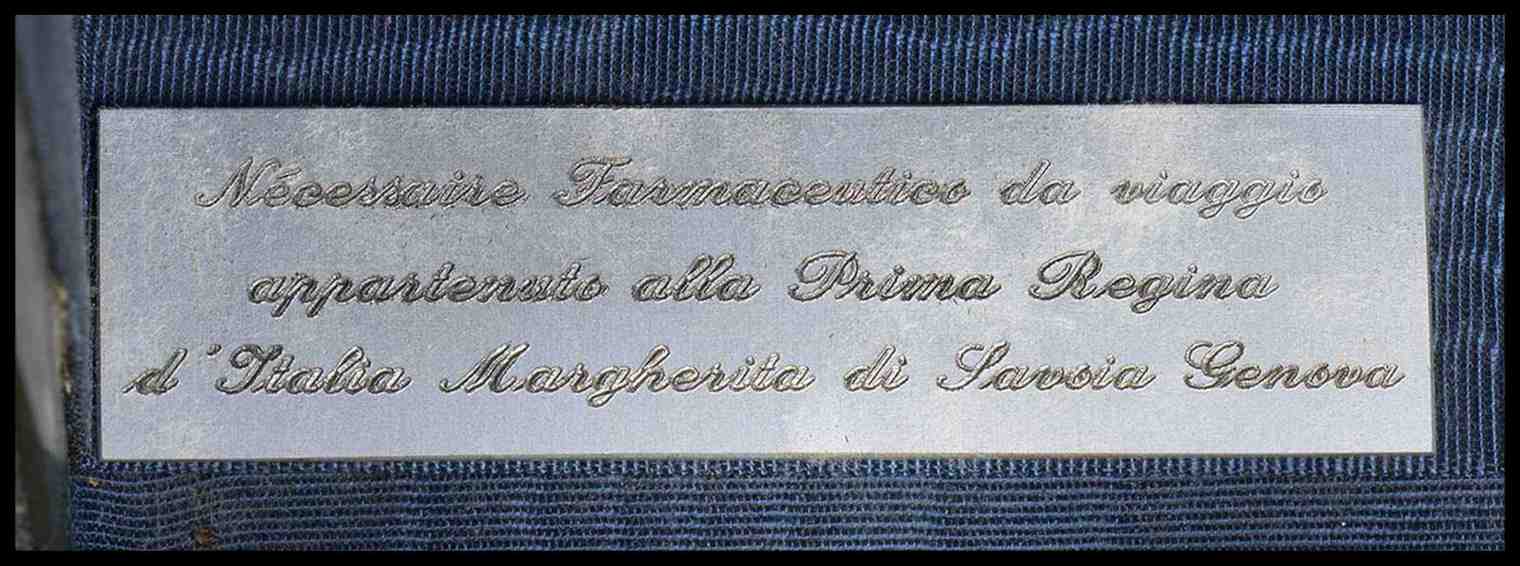 Nécessaire Farmaceutico da viaggio
appartenuto alla Prima Regina
d'Italia Margherita di Savoia Genova